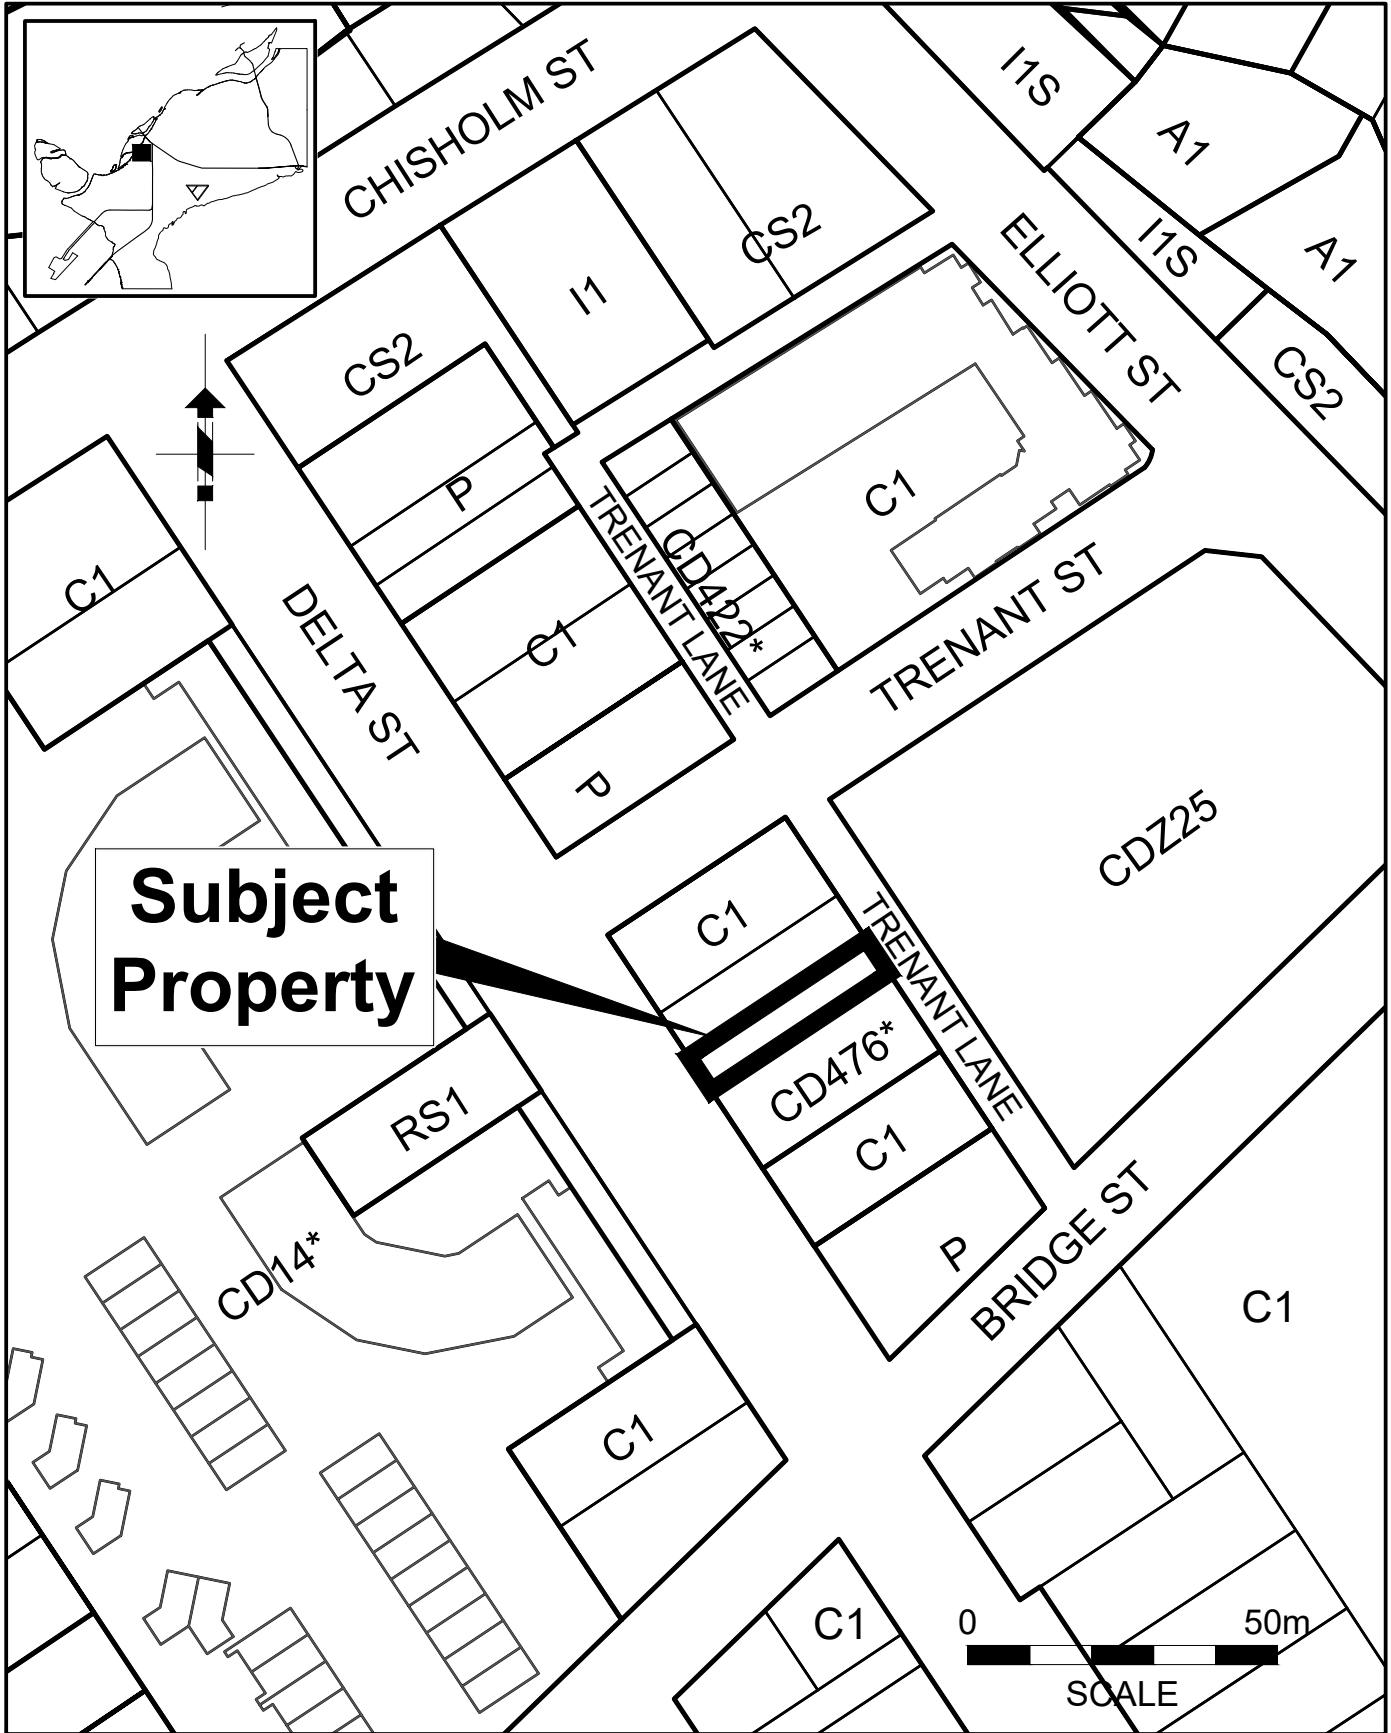 CHISHOLM ST
I1S
A1
ELLIOTT ST
I1S
A1
CS2
I1
CS2
CS2
P
C1
TRENANT LANE
CD422*
C1
C1
DELTA ST
TRENANT ST
P
CDZ25
Subject
Property
C1
TRENANT LANE
CD476*
RS1
C1
P
BRIDGE ST
CD14*
C1
C1
C1
0 50m
SCALE